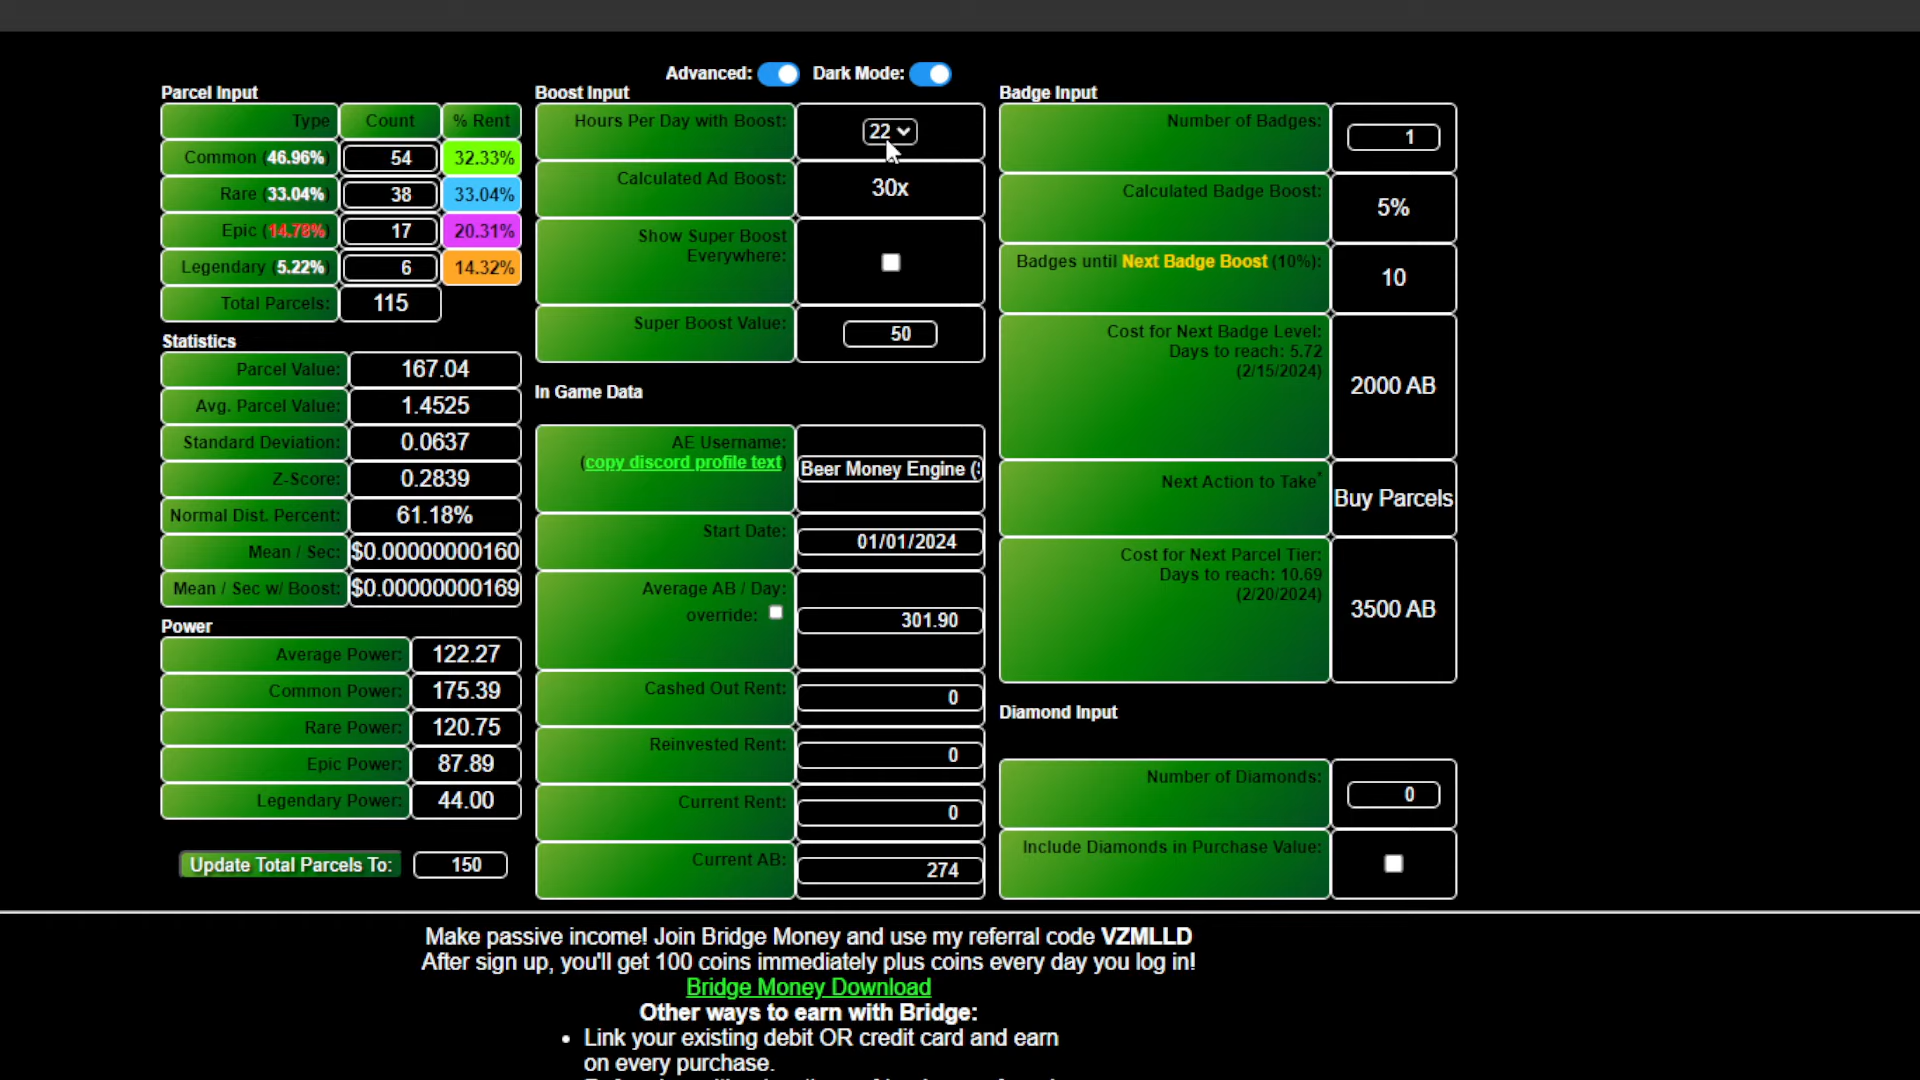 Advanced: Dark Mode:
Parcel Input
Type Count % Rent
Common (46.96%) 54 32.33%
Rare (33.04%) 38 33.04%
Epic (14.78%) 17 20.31%
Legendary (5.22%) 6 14.32%
Total Parcels: 115
Statistics
Parcel Value: 167.04
Avg. Parcel Value: 1.4525
Standard Deviation: 0.0637
Z-Score: 0.2839
Normal Dist. Percent: 61.18%
Mean / Sec: $0.00000000160
Mean / Sec w/ Boost: $0.00000000169
Power
Average Power: 122.27
Common Power: 175.39
Rare Power: 120.75
Epic Power: 87.89
Legendary Power: 44.00
Update Total Parcels To: 150
Boost Input
Hours Per Day with Boost: 22
Calculated Ad Boost: 30x
Show Super Boost
Everywhere:
Super Boost Value: 50
In Game Data
AE Username:
(copy discord profile text) Beer Money Engine (
Start Date: 01/01/2024
Average AB / Day:
override: 301.90
Cashed Out Rent: 0
Reinvested Rent: 0
Current Rent: 0
Current AB: 274
Badge Input
Number of Badges: 1
Calculated Badge Boost: 5%
Badges until Next Badge Boost (10%): 10
Cost for Next Badge Level:
Days to reach: 5.72
(2/15/2024)
2000 AB
Next Action to Take* Buy Parcels
Cost for Next Parcel Tier:
Days to reach: 10.69
(2/20/2024)
3500 AB
Diamond Input
Number of Diamonds: 0
Include Diamonds in Purchase Value:
Make passive income! Join Bridge Money and use my referral code VZMLLD
After sign up, you'll get 100 coins immediately plus coins every day you log in!
Bridge Money Download
Other ways to earn with Bridge:
• Link your existing debit OR credit card and earn
on every purchase.